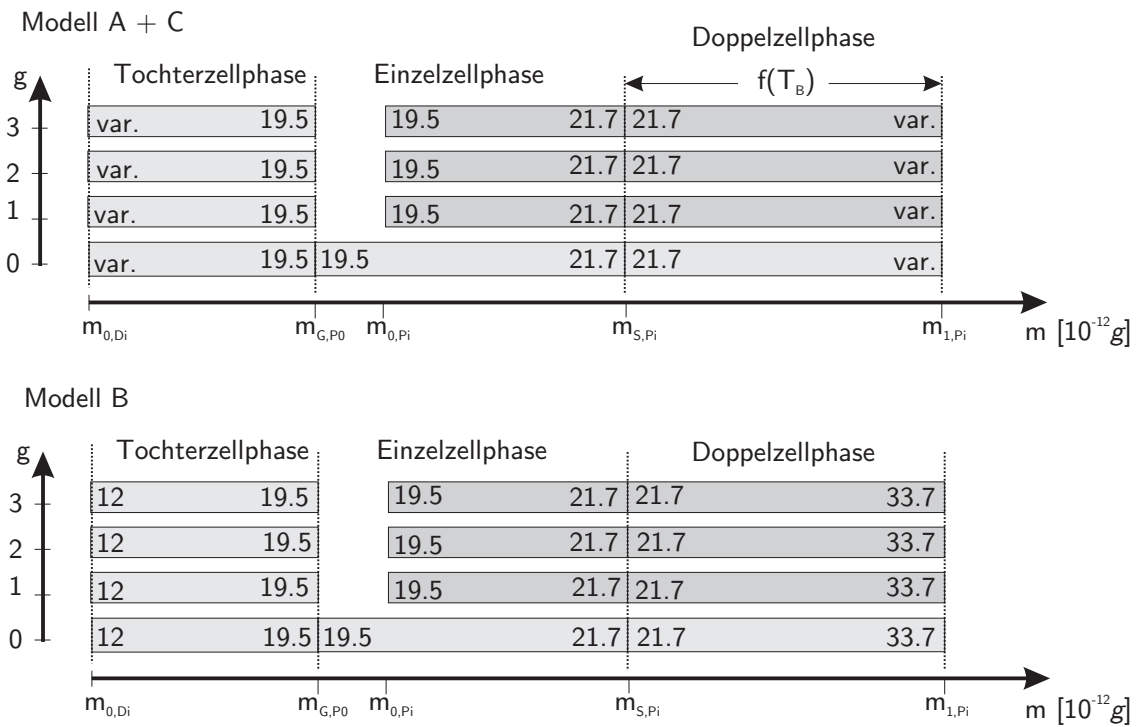 Modell A + C
Doppelzellphase
Tochterzellphase Einzelzellphase f(T_B)
g
3 var. 19.5 19.5 21.7 21.7 var.
2 var. 19.5 19.5 21.7 21.7 var.
1 var. 19.5 19.5 21.7 21.7 var.
0 var. 19.5 19.5 21.7 21.7 var.
m_0,Di m_G,P0 m_0,Pi m_S,Pi m_1,Pi m [10^-12 g]
Modell B
Tochterzellphase Einzelzellphase Doppelzellphase
g
3 12 19.5 19.5 21.7 21.7 33.7
2 12 19.5 19.5 21.7 21.7 33.7
1 12 19.5 19.5 21.7 21.7 33.7
0 12 19.5 19.5 21.7 21.7 33.7
m_0,Di m_G,P0 m_0,Pi m_S,Pi m_1,Pi m [10^-12 g]